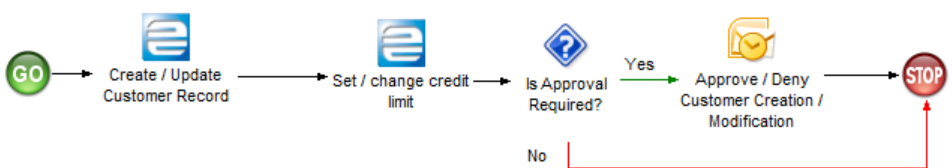 GO
Create / Update
Customer Record
Set / change credit
limit
Is Approval
Required?
Yes
Approve / Deny
Customer Creation /
Modification
STOP
No